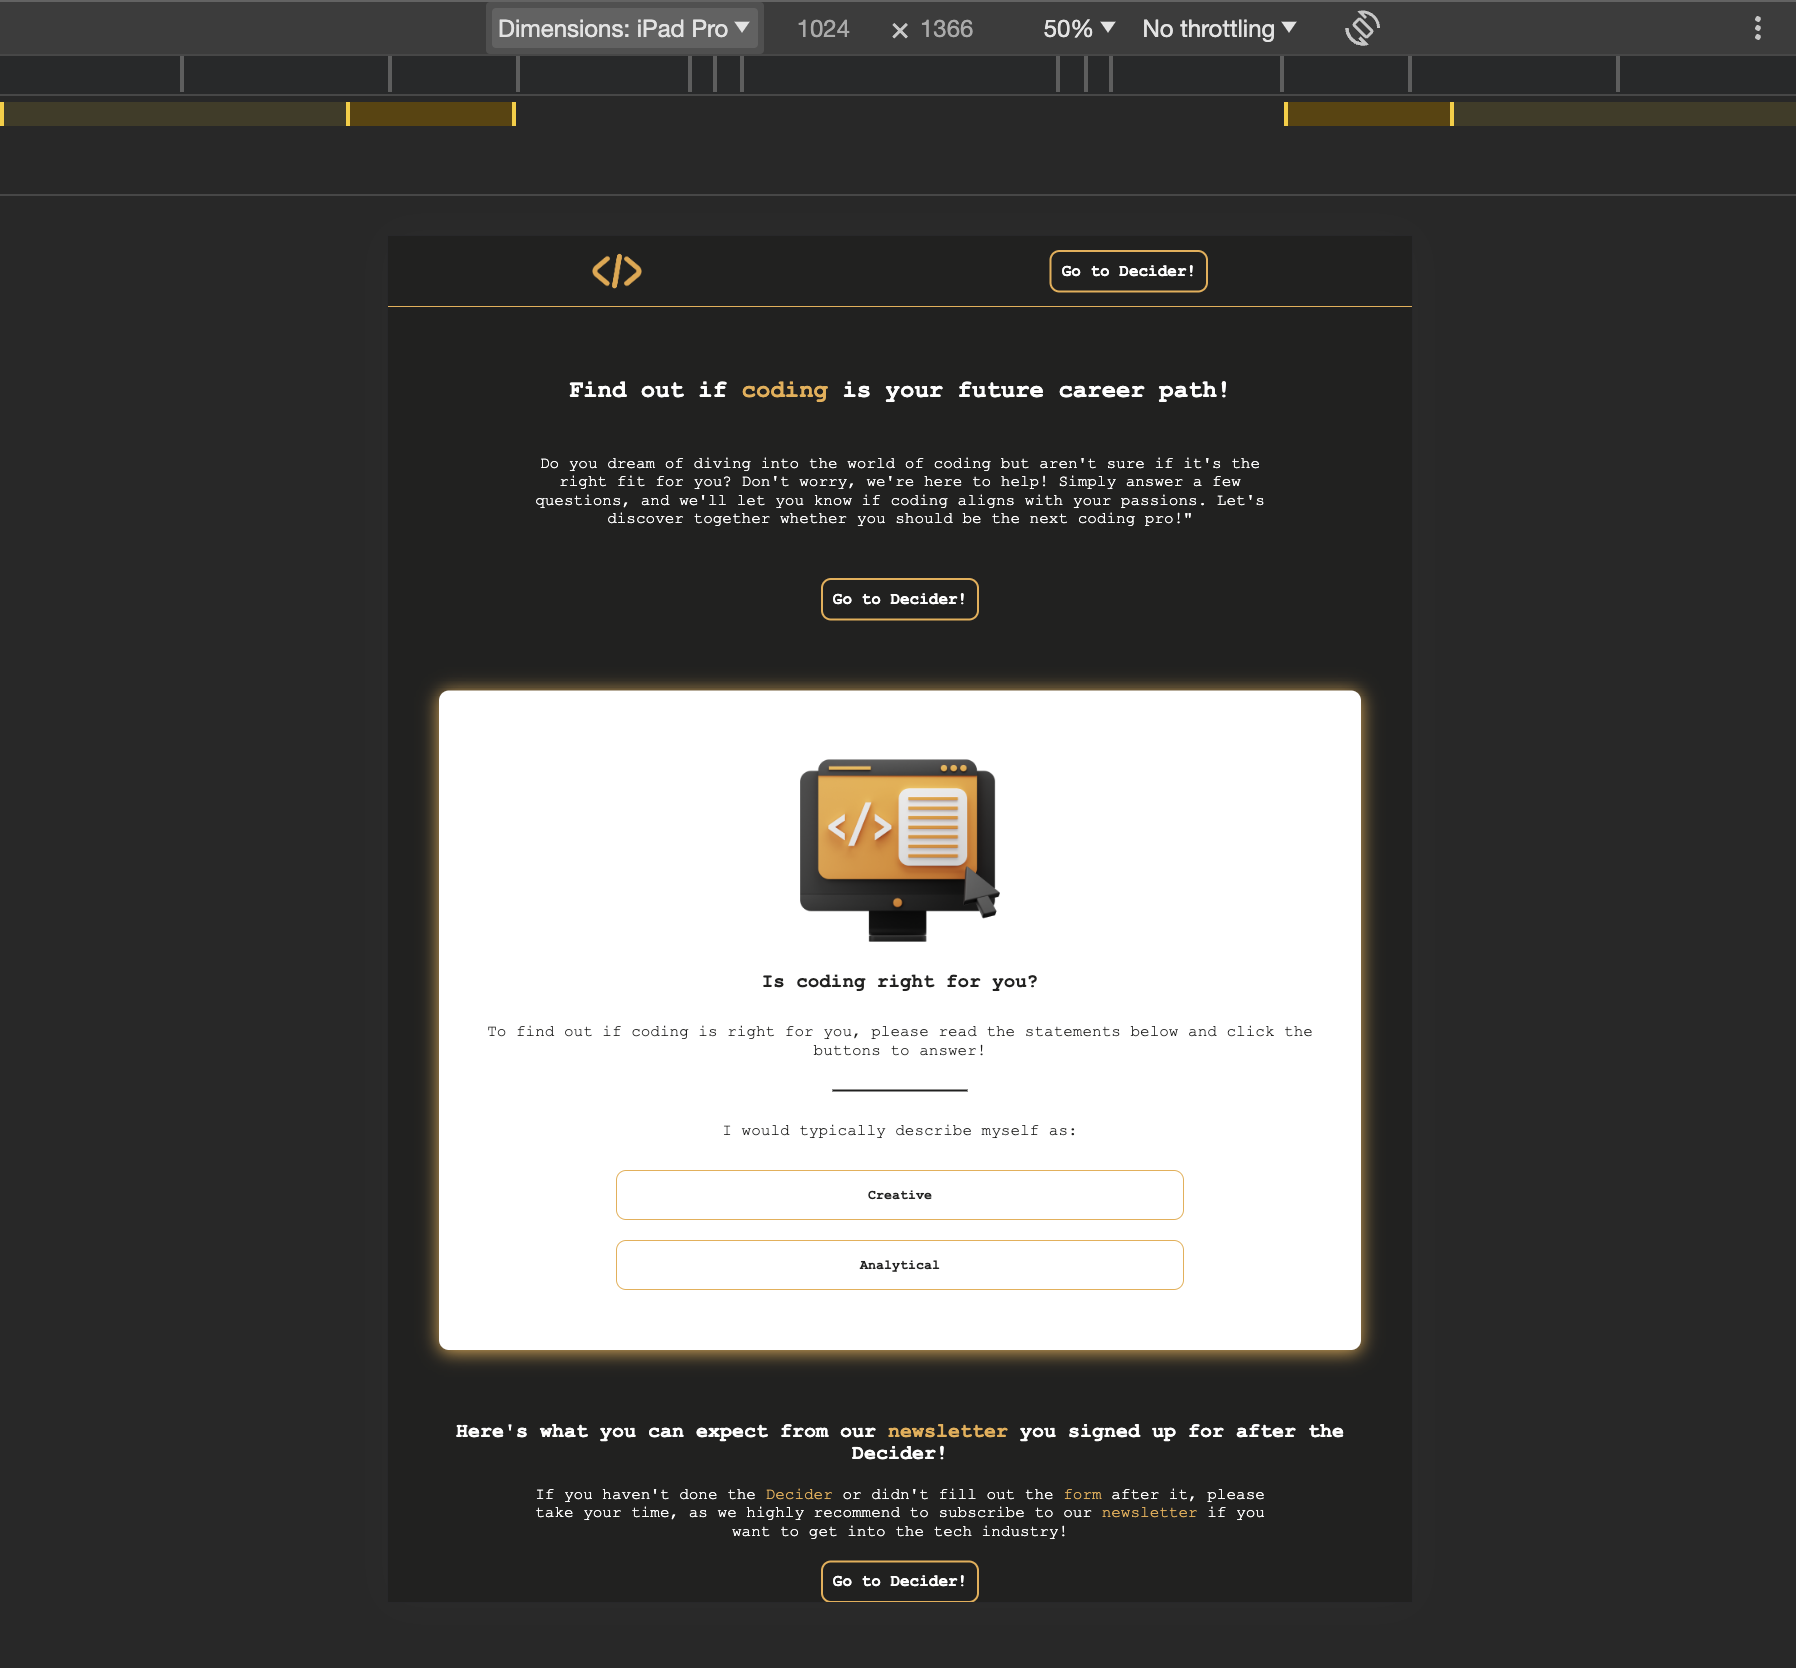 Dimensions: iPad Pro ▼ 1024 × 1366 50% ▼ No throttling ▼
</> Go to Decider!
Find out if coding is your future career path!
Do you dream of diving into the world of coding but aren't sure if it's the
right fit for you? Don't worry, we're here to help! Simply answer a few
questions, and we'll let you know if coding aligns with your passions. Let's
discover together whether you should be the next coding pro!"
Go to Decider!
</>
Is coding right for you?
To find out if coding is right for you, please read the statements below and click the
buttons to answer!
I would typically describe myself as:
Creative
Analytical
Here's what you can expect from our newsletter you signed up for after the
Decider!
If you haven't done the Decider or didn't fill out the form after it, please
take your time, as we highly recommend to subscribe to our newsletter if you
want to get into the tech industry!
Go to Decider!